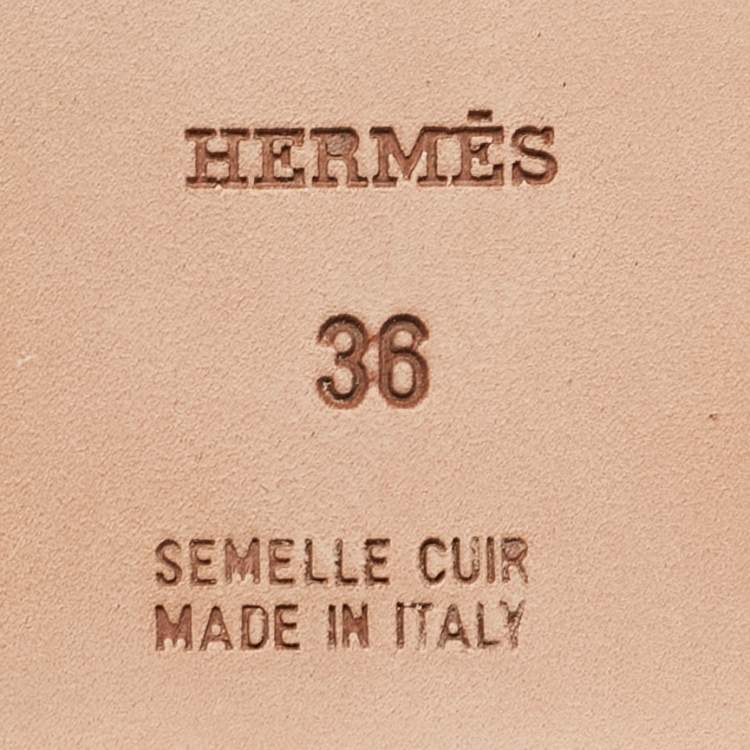 HERMÈS
36
SEMELLE CUIR
MADE IN ITALY